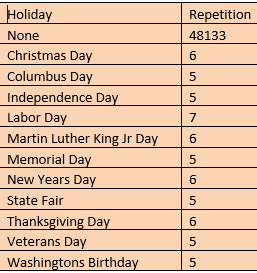 Holiday Repetition
None 48133
Christmas Day 6
Columbus Day 5
Independence Day 5
Labor Day 7
Martin Luther King Jr Day 6
Memorial Day 5
New Years Day 6
State Fair 5
Thanksgiving Day 6
Veterans Day 5
Washingtons Birthday 5